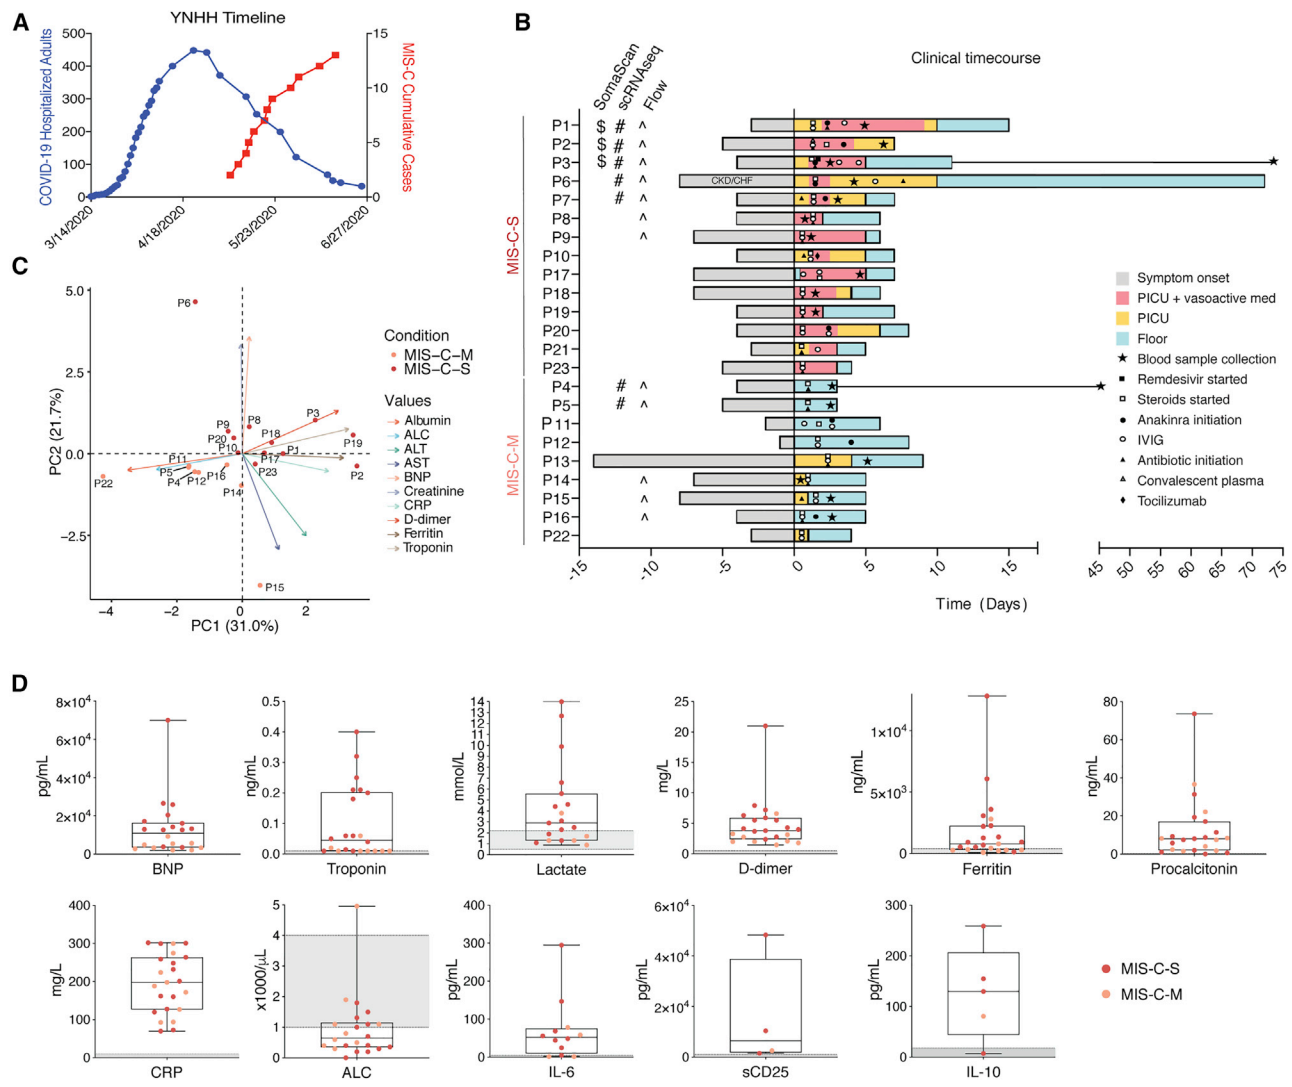 A
YNHH Timeline
COVID-19 Hospitalized Adults
500
400
300
200
100
0
15
10
5
0
MIS-C Cumulative Cases
3/14/2020
4/18/2020
5/23/2020
6/27/2020
B
Clinical timecourse
SomaScan
scRNAseq
Flow
MIS-C-S
P1 $ # ^
P2 $ # ^
P3 $ # ^
P6 # ^
CKD/CHF
P7 # ^
P8 ^
P9 ^
P10
P17
P18
P19
P20
P21
P23
MIS-C-M
P4 # ^
P5 # ^
P11
P12
P13
P14 ^
P15 ^
P16 ^
P22
-15 -10 -5 0 5 10 15 45 50 55 60 65 70 75
Time (Days)
Symptom onset
PICU + vasoactive med
PICU
Floor
Blood sample collection
Remdesivir started
Steroids started
Anakinra initiation
IVIG
Antibiotic initiation
Convalescent plasma
Tocilizumab
C
PC2 (21.7%)
5.0
2.5
0.0
−2.5
−4 −2 0 2
PC1 (31.0%)
P6
P3
P9
P8
P20
P18
P19
P10
P1
P17
P11
P5
P23
P2
P22
P4
P12
P16
P14
P15
Condition
MIS−C−M
MIS−C−S
Values
Albumin
ALC
ALT
AST
BNP
Creatinine
CRP
D-dimer
Ferritin
Troponin
D
pg/mL
8×10⁴
6×10⁴
4×10⁴
2×10⁴
0
BNP
ng/mL
0.5
0.4
0.3
0.2
0.1
0.0
Troponin
mmol/L
14
13
12
11
10
9
8
7
6
5
4
3
2
1
0
Lactate
mg/L
25
20
15
10
5
0
D-dimer
ng/mL
1×10⁴
5×10³
0
Ferritin
ng/mL
80
60
40
20
0
Procalcitonin
mg/L
400
300
200
100
0
CRP
x1000/µL
5
4
3
2
1
0
ALC
pg/mL
400
300
200
100
0
IL-6
pg/mL
6×10⁴
4×10⁴
2×10⁴
0
sCD25
pg/mL
300
200
100
0
IL-10
MIS-C-S
MIS-C-M